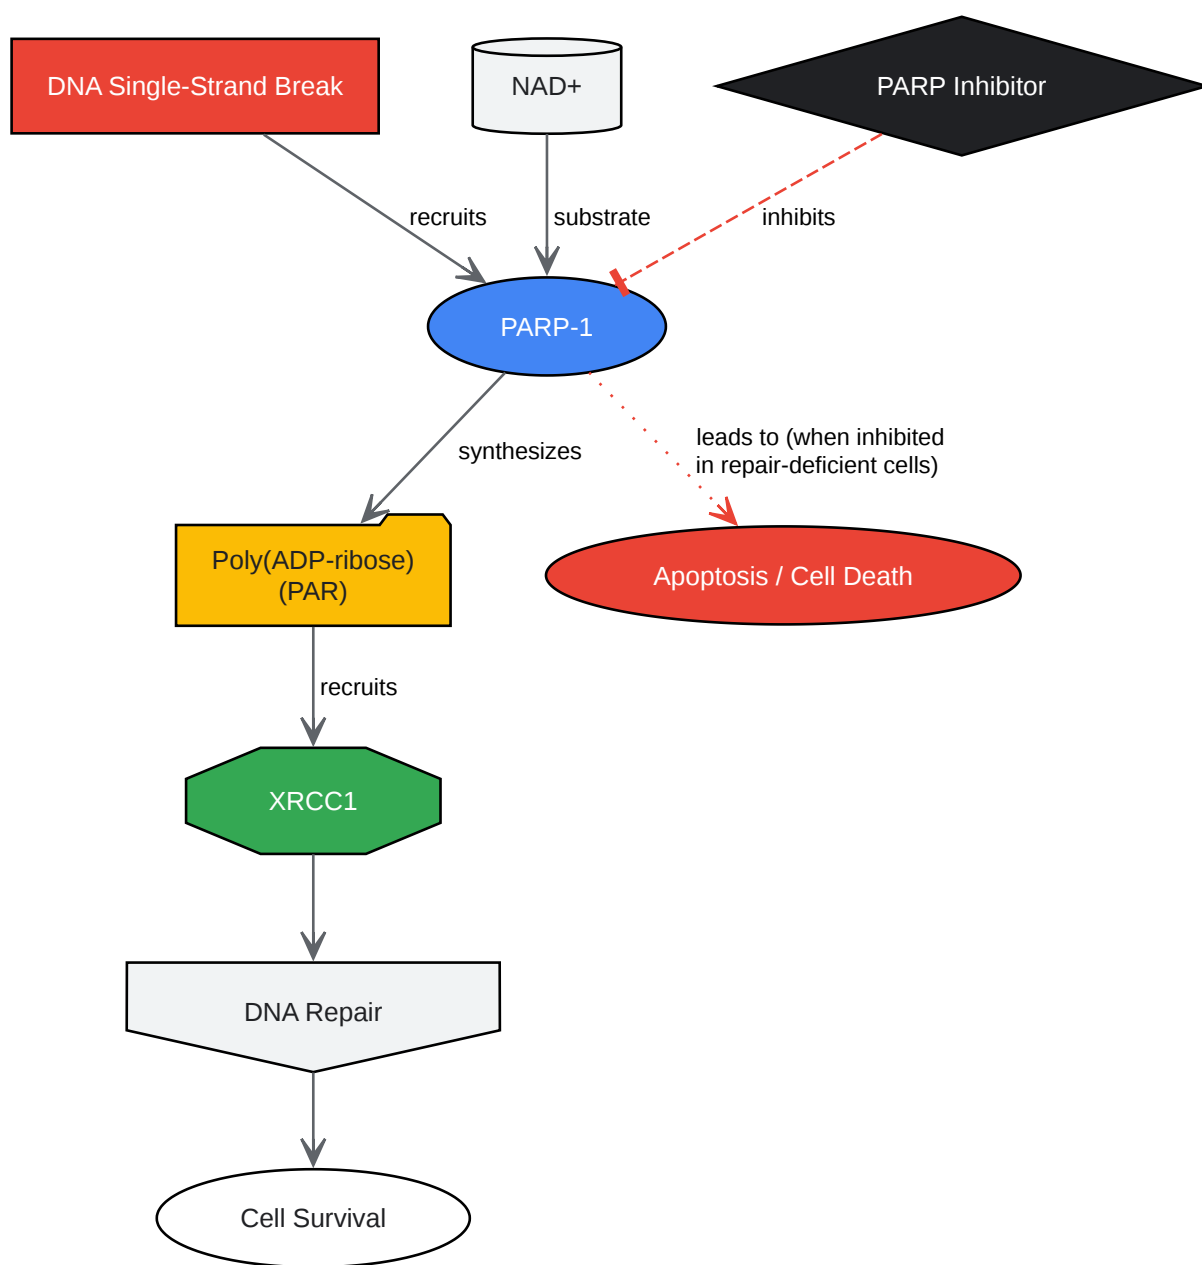 DNA Single-Strand Break
NAD+
PARP Inhibitor
recruits
substrate
inhibits
PARP-1
synthesizes
leads to (when inhibited
in repair-deficient cells)
Poly(ADP-ribose)
(PAR)
Apoptosis / Cell Death
recruits
XRCC1
DNA Repair
Cell Survival